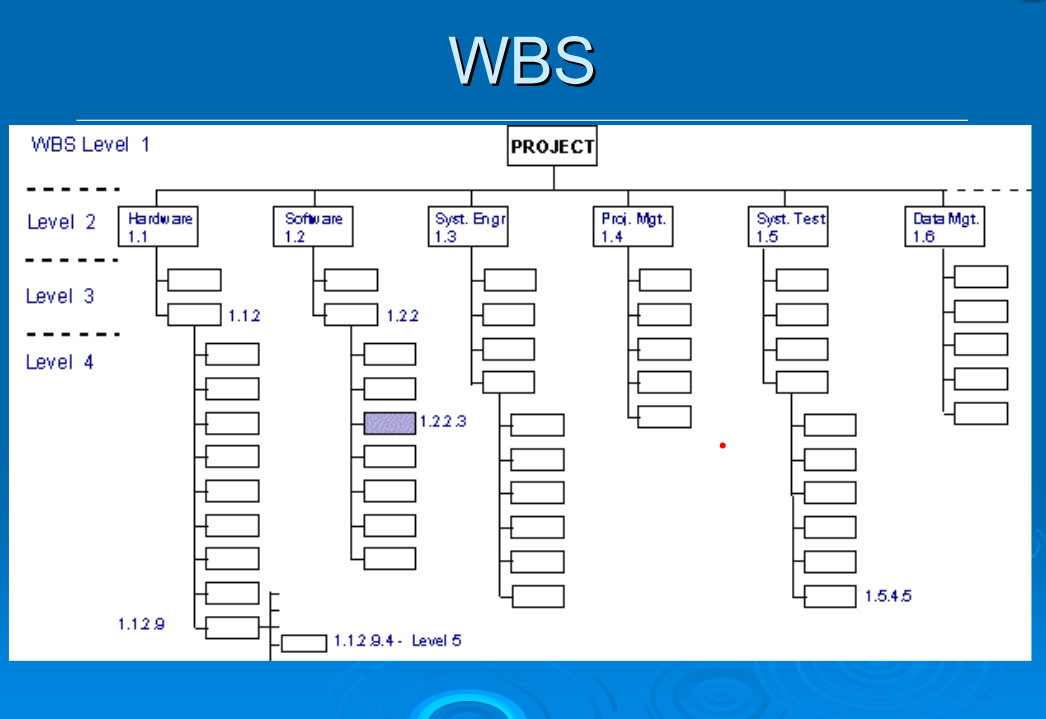 WBS
WBS Level 1
PROJECT
Level 2
Hardware
1.1
Software
1.2
Syst. Engr
1.3
Proj. Mgt.
1.4
Syst. Test
1.5
Data Mgt.
1.6
Level 3
1.1.2
1.2.2
Level 4
1.2.2.3
1.5.4.5
1.1.2.9
1.1.2.9.4 - Level 5